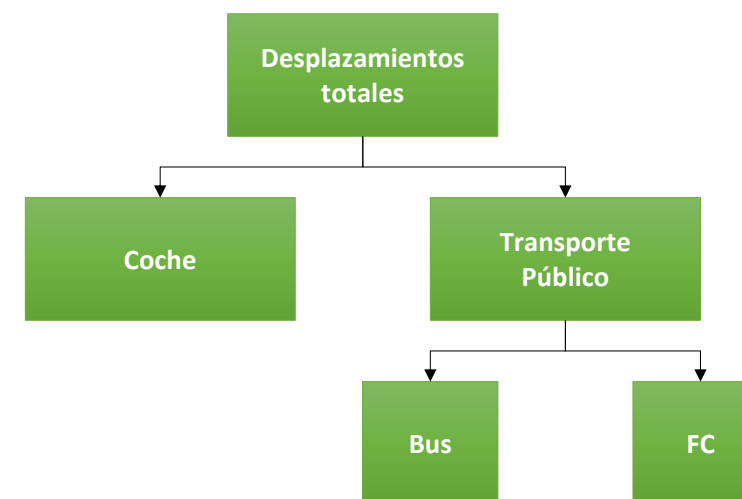 Desplazamientos
totales
Coche
Transporte
Público
Bus
FC